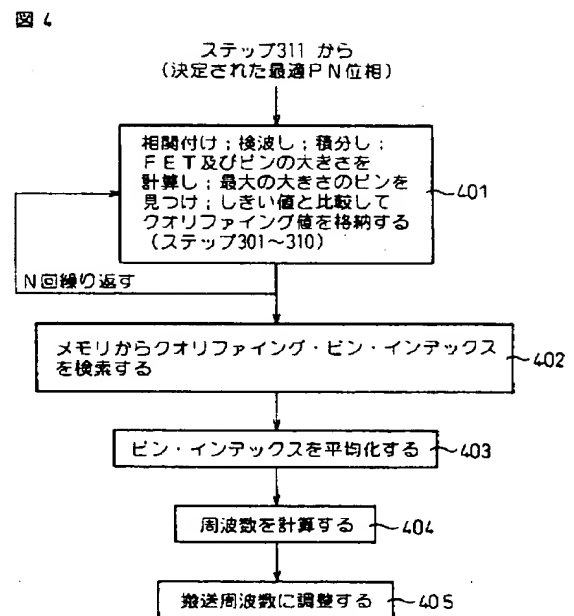 図 4
ステップ311 から
(決定された最適PN位相)
相関付け;検波し;積分し;
FET及びピンの大きさを
計算し;最大の大きさのピンを
見つけ;しきい値と比較して
クオリファイング値を格納する
(ステップ301~310)
401
N回繰り返す
メモリからクオリファイング・ピン・インデックス
を検索する
402
ピン・インデックスを平均化する
403
周波数を計算する
404
搬送周波数に調整する
405